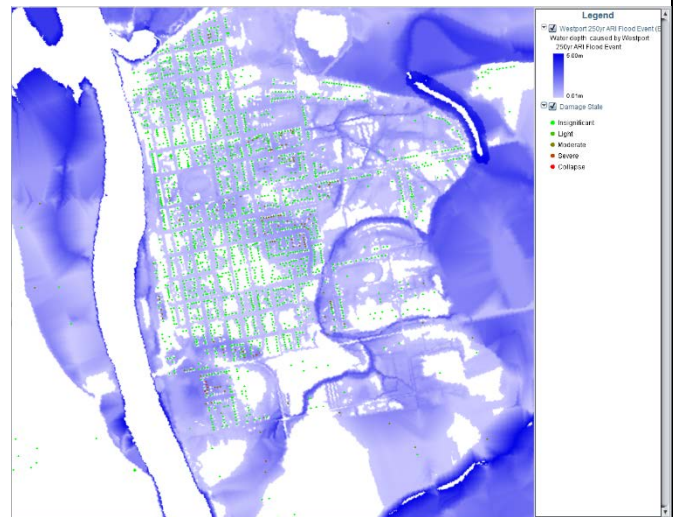 Legend
Westport 250yr ARI Flood Event (E
Water depth caused by Westport
250yr ARI Flood Event
5.60m
0.01m
Damage State
Insignificant
Light
Moderate
Severe
Collapse